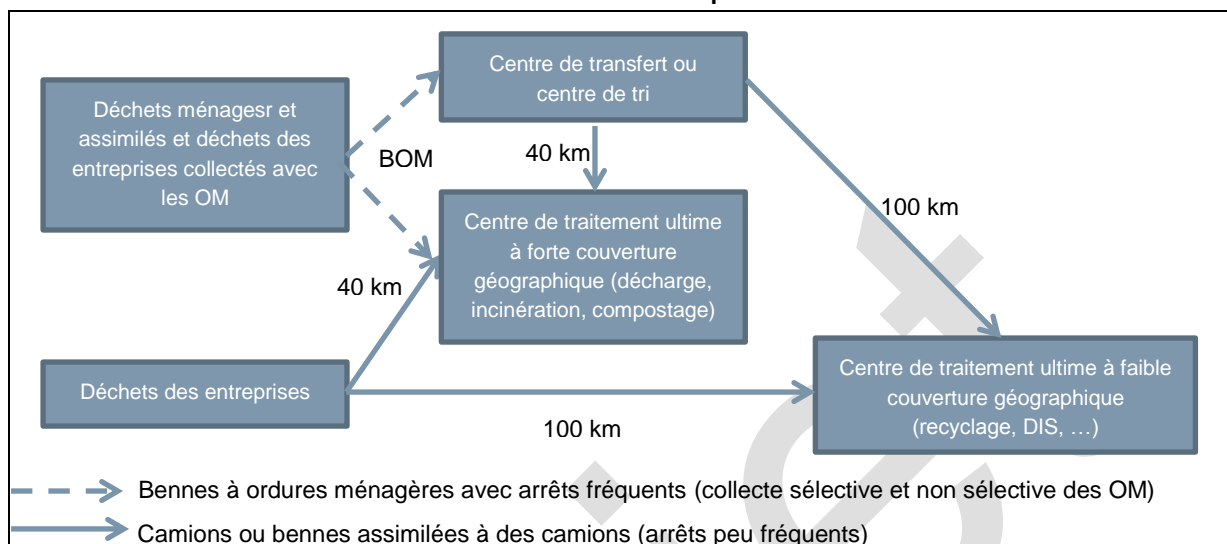 Centre de transfert ou
centre de tri
Déchets ménagesr et
assimilés et déchets des
entreprises collectés avec
les OM
BOM
40 km
100 km
Centre de traitement ultime
à forte couverture
géographique (décharge,
incinération, compostage)
40 km
Déchets des entreprises
100 km
Centre de traitement ultime à faible
couverture géographique
(recyclage, DIS, …)
Bennes à ordures ménagères avec arrêts fréquents (collecte sélective et non sélective des OM)
Camions ou bennes assimilées à des camions (arrêts peu fréquents)